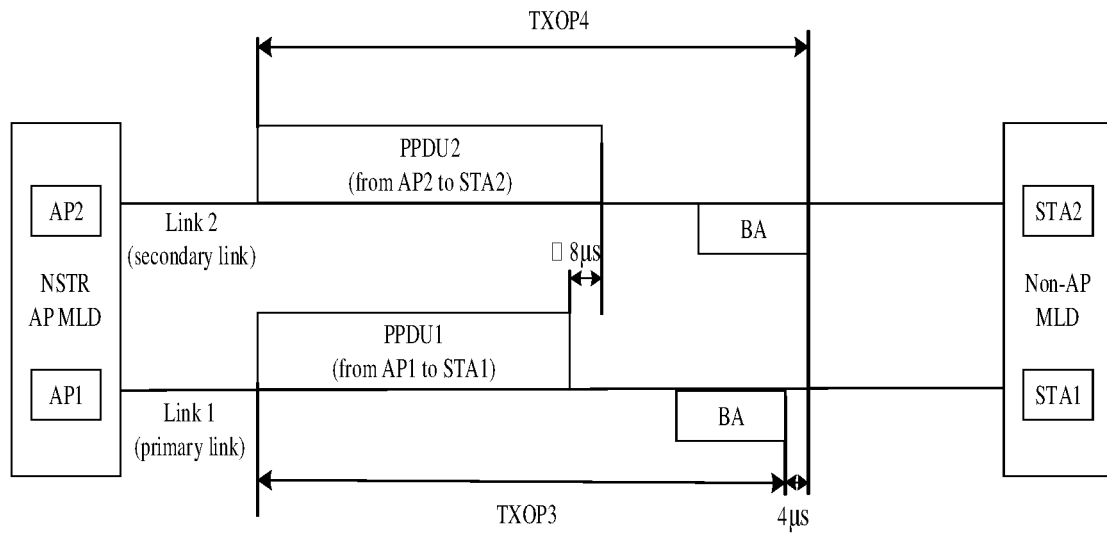 TXOP4
PPDU2
(from AP2 to STA2)
AP2
STA2
Link 2
(secondary link)
BA
□ 8μs
NSTR
AP MLD
Non-AP
MLD
PPDU1
(from AP1 to STA1)
AP1
STA1
Link 1
(primary link)
BA
TXOP3
4μs